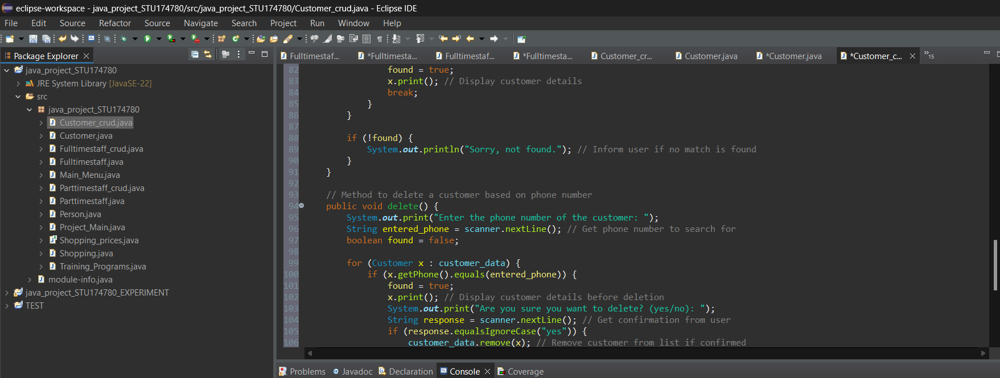 eclipse-workspace - java_project_STU174780/src/java_project_STU174780/Customer_crud.java - Eclipse IDE
File Edit Source Refactor Source Navigate Search Project Run Window Help
Package Explorer
Fulltimestaf... *Fulltimesta... Fulltimestaf... *Fulltimesta... Customer_cr... Customer.java *Customer.java *Customer_c... »15
java_project_STU174780
JRE System Library [JavaSE-22]
src
java_project_STU174780
Customer_crud.java
Customer.java
Fulltimestaff_crud.java
Fulltimestaff.java
Main_Menu.java
Parttimestaff_crud.java
Parttimestaff.java
Person.java
Project_Main.java
Shopping_prices.java
Shopping.java
Training_Programs.java
module-info.java
java_project_STU174780_EXPERIMENT
TEST
82 found = true;
83 x.print(); // Display customer details
84 break;
85 }
86 }
87
88 if (!found) {
89 System.out.println("Sorry, not found."); // Inform user if no match is found
90 }
91 }
92
93 // Method to delete a customer based on phone number
94 public void delete() {
95 System.out.print("Enter the phone number of the customer: ");
96 String entered_phone = scanner.nextLine(); // Get phone number to search for
97 boolean found = false;
98
99 for (Customer x : customer_data) {
100 if (x.getPhone().equals(entered_phone)) {
101 found = true;
102 x.print(); // Display customer details before deletion
103 System.out.print("Are you sure you want to delete? (yes/no): ");
104 String response = scanner.nextLine(); // Get confirmation from user
105 if (response.equalsIgnoreCase("yes")) {
106 customer_data.remove(x); // Remove customer from list if confirmed
Problems Javadoc Declaration Console Coverage